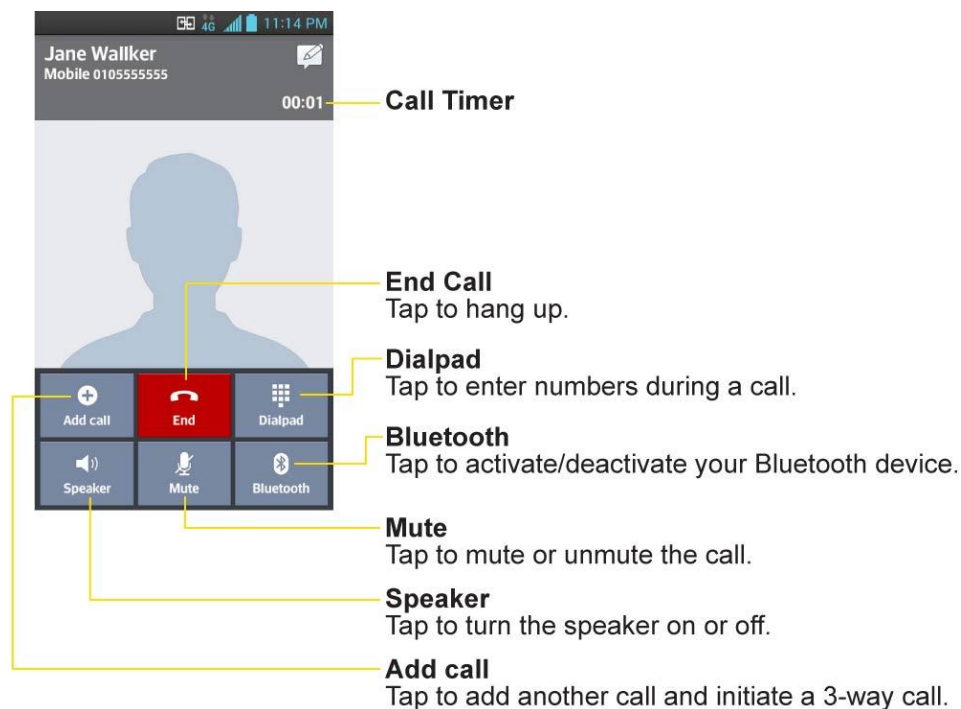 4G 11:14 PM
Jane Wallker
Mobile 0105555555
00:01
Call Timer
End Call
Tap to hang up.
Dialpad
Tap to enter numbers during a call.
Add call End Dialpad
Bluetooth
Tap to activate/deactivate your Bluetooth device.
Speaker Mute Bluetooth
Mute
Tap to mute or unmute the call.
Speaker
Tap to turn the speaker on or off.
Add call
Tap to add another call and initiate a 3-way call.